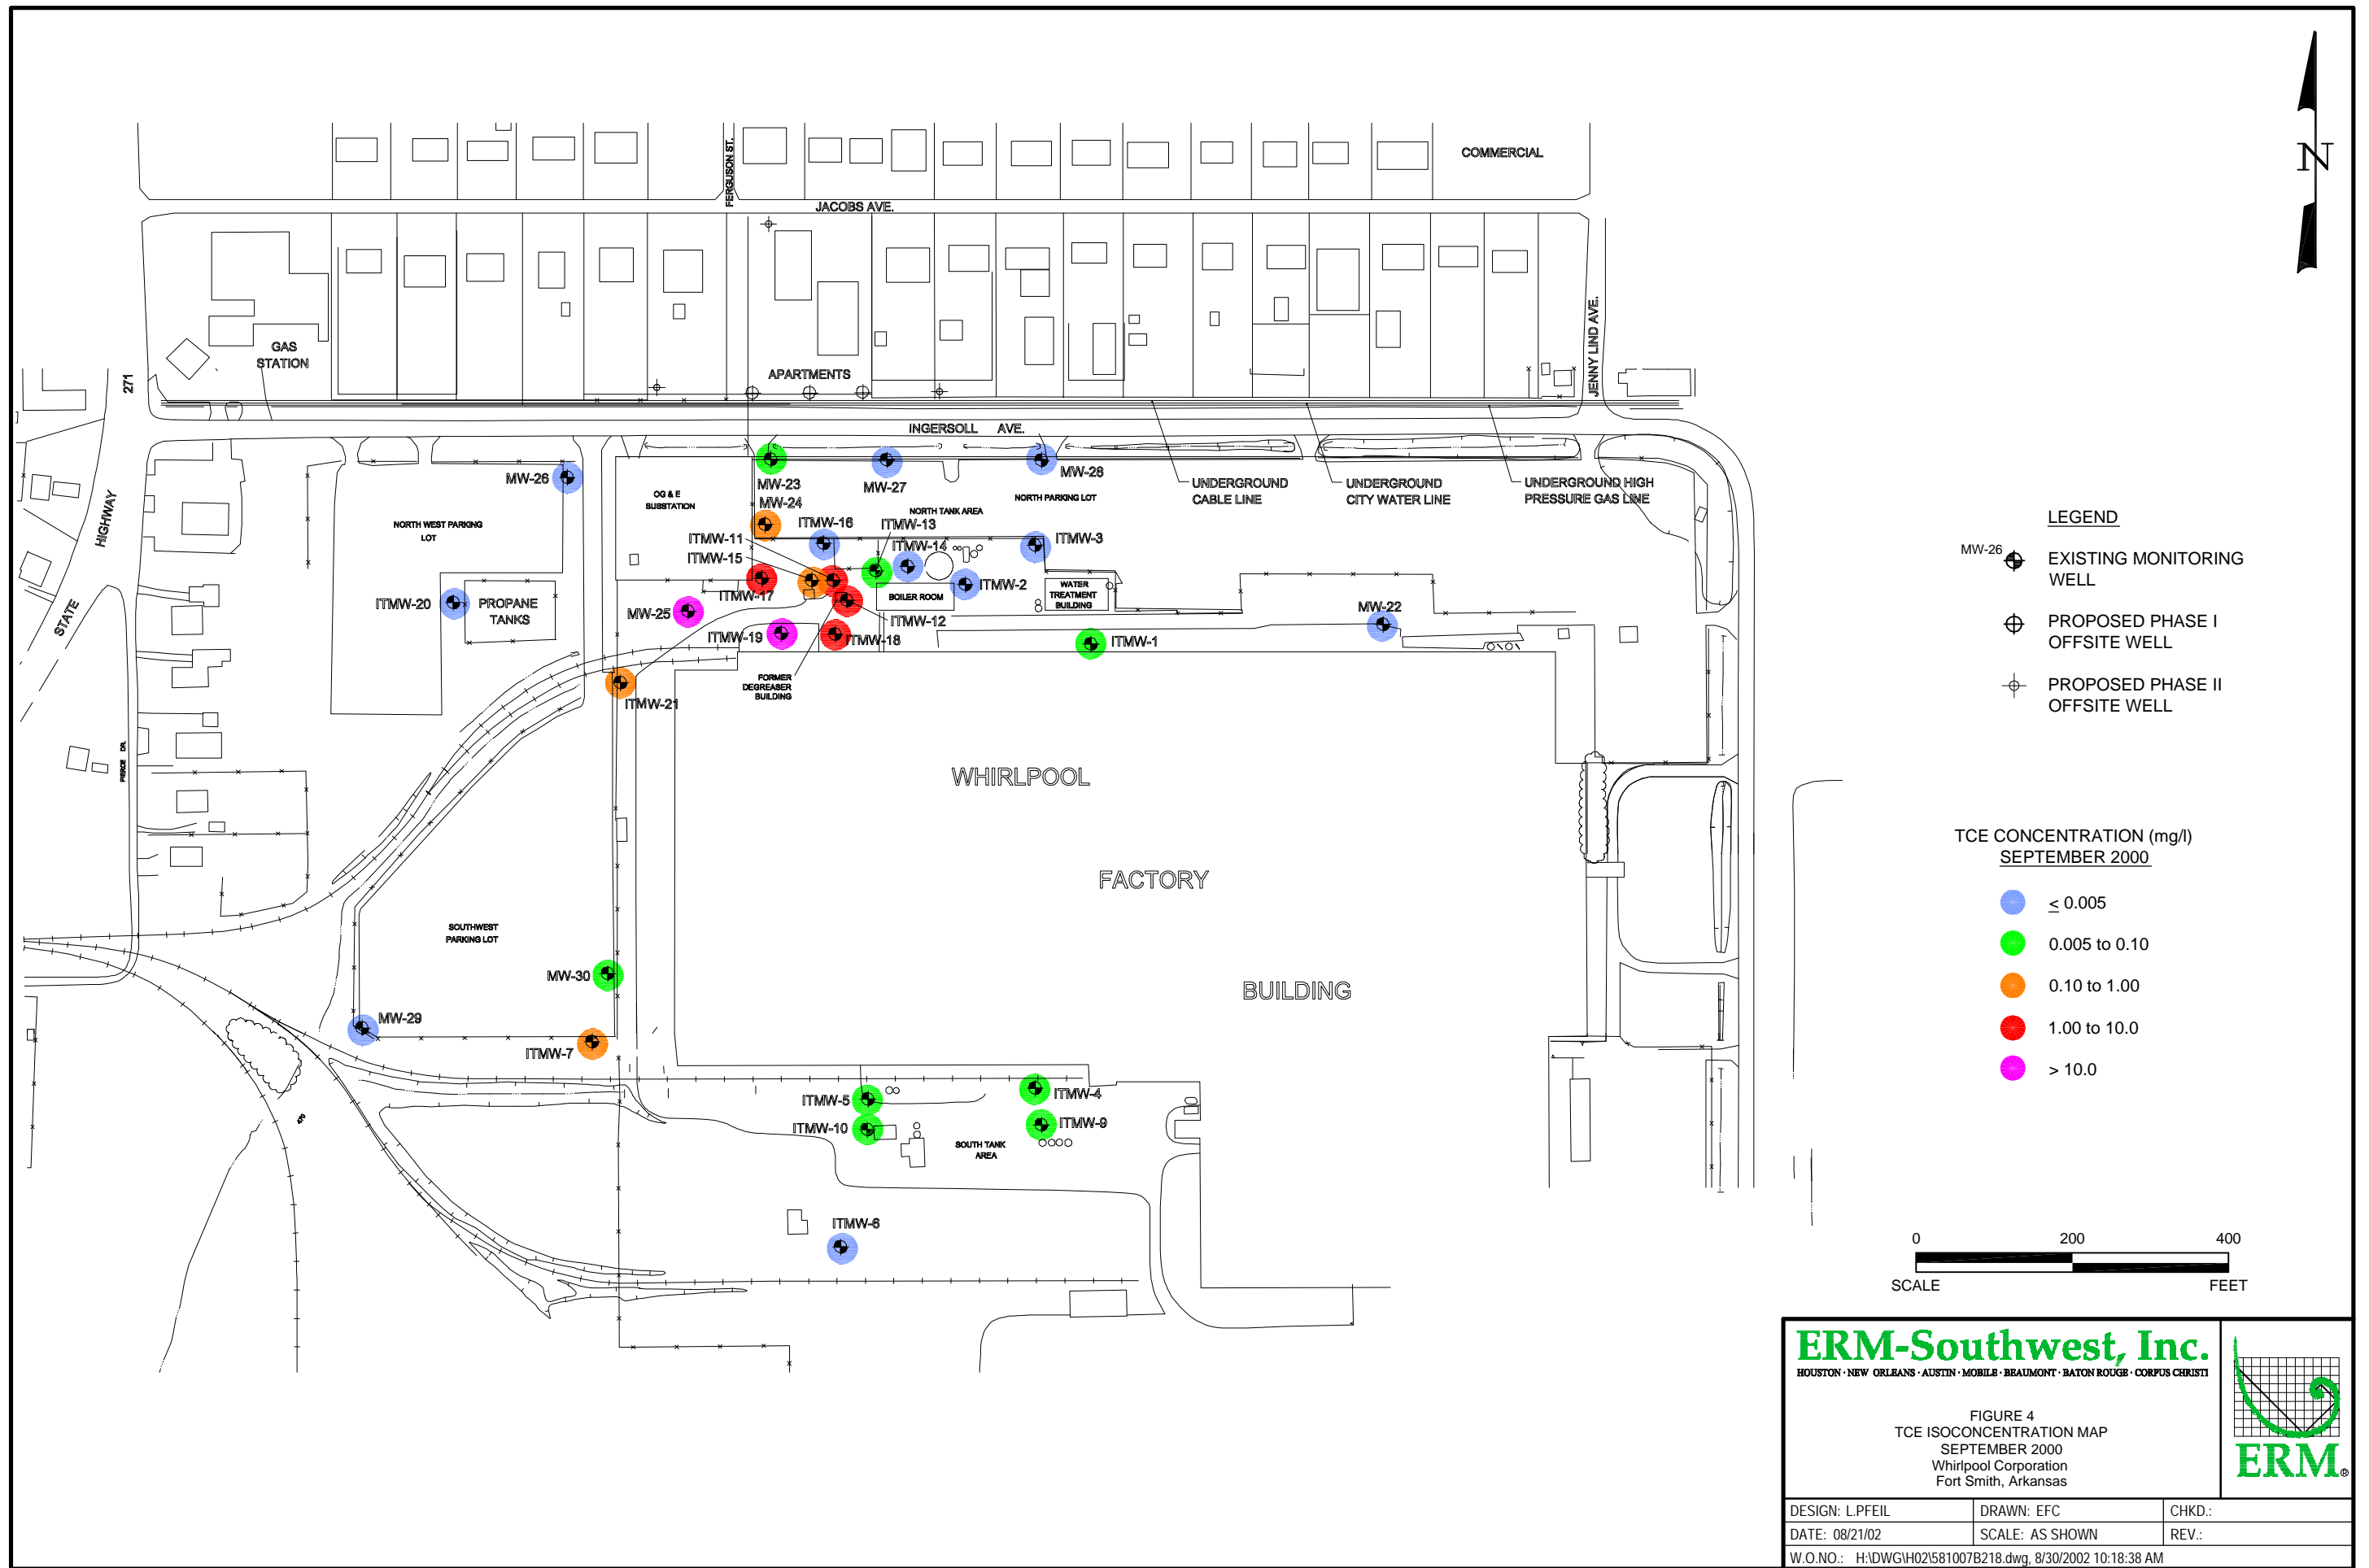 COMMERCIAL
FERGUSON ST.
JACOBS AVE.
N
GAS
STATION
271
APARTMENTS
JENNY LIND AVE.
INGERSOLL AVE.
MW-26
MW-23
MW-24
MW-27
MW-28
OG & E
SUBSTATION
NORTH PARKING LOT
UNDERGROUND
CABLE LINE
UNDERGROUND
CITY WATER LINE
UNDERGROUND HIGH
PRESSURE GAS LINE
NORTH WEST PARKING
LOT
NORTH TANK AREA
ITMW-16
ITMW-13
ITMW-11
ITMW-14
ITMW-3
ITMW-15
ITMW-17
ITMW-2
HIGHWAY
STATE
ITMW-20
PROPANE
TANKS
MW-25
BOILER ROOM
WATER
TREATMENT
BUILDING
MW-22
ITMW-12
ITMW-19
ITMW-18
ITMW-1
FORMER
DEGREASER
BUILDING
ITMW-21
PIERCE DR.
WHIRLPOOL
FACTORY
BUILDING
SOUTHWEST
PARKING LOT
MW-30
MW-29
ITMW-7
ITMW-5
ITMW-4
ITMW-10
ITMW-9
SOUTH TANK
AREA
476
ITMW-6
LEGEND
MW-26
EXISTING MONITORING
WELL
PROPOSED PHASE I
OFFSITE WELL
PROPOSED PHASE II
OFFSITE WELL
TCE CONCENTRATION (mg/l)
SEPTEMBER 2000
≤ 0.005
0.005 to 0.10
0.10 to 1.00
1.00 to 10.0
> 10.0
0 200 400
SCALE FEET
ERM-Southwest, Inc.
HOUSTON · NEW ORLEANS · AUSTIN · MOBILE · BEAUMONT · BATON ROUGE · CORPUS CHRISTI
FIGURE 4
TCE ISOCONCENTRATION MAP
SEPTEMBER 2000
Whirlpool Corporation
Fort Smith, Arkansas
ERM®
DESIGN: L.PFEIL DRAWN: EFC CHKD.:
DATE: 08/21/02 SCALE: AS SHOWN REV.:
W.O.NO.: H:\DWG\H02\581007B218.dwg, 8/30/2002 10:18:38 AM